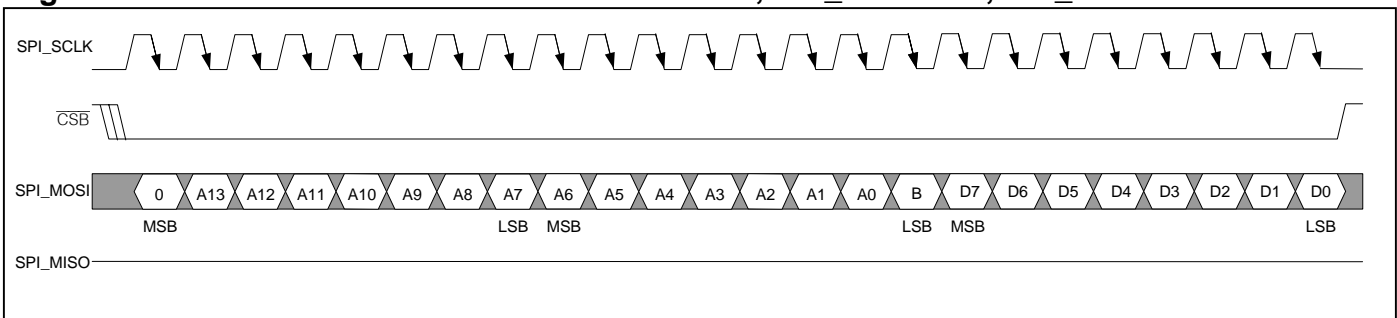 SPI_SCLK
CSB
SPI_MOSI 0 A13 A12 A11 A10 A9 A8 A7 A6 A5 A4 A3 A2 A1 A0 B D7 D6 D5 D4 D3 D2 D1 D0
MSB LSB MSB LSB MSB LSB
SPI_MISO